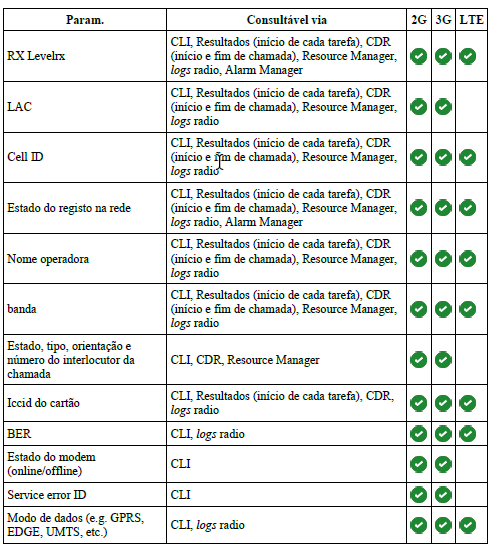 Param. Consultável via 2G 3G LTE
RX Levelrx
CLI, Resultados (início de cada tarefa), CDR
(início e fim de chamada), Resource Manager,
logs radio, Alarm Manager
LAC
CLI, Resultados (início de cada tarefa), CDR
(início e fim de chamada), Resource Manager,
logs radio
Cell ID
CLI, Resultados (início de cada tarefa), CDR
(início e fim de chamada), Resource Manager,
logs radio
Estado do registo na rede
CLI, Resultados (início de cada tarefa), CDR
(início e fim de chamada), Resource Manager,
logs radio, Alarm Manager
Nome operadora
CLI, Resultados (início de cada tarefa), CDR
(início e fim de chamada), Resource Manager,
logs radio
banda
CLI, Resultados (início de cada tarefa), CDR
(início e fim de chamada), Resource Manager,
logs radio
Estado, tipo, orientação e
número do interlocutor da
chamada
CLI, CDR, Resource Manager
Iccid do cartão
CLI, Resultados (início de cada tarefa), CDR,
logs radio
BER
CLI, logs radio
Estado do modem
(online/offline)
CLI
Service error ID
CLI
Modo de dados (e.g. GPRS,
EDGE, UMTS, etc.)
CLI, logs radio